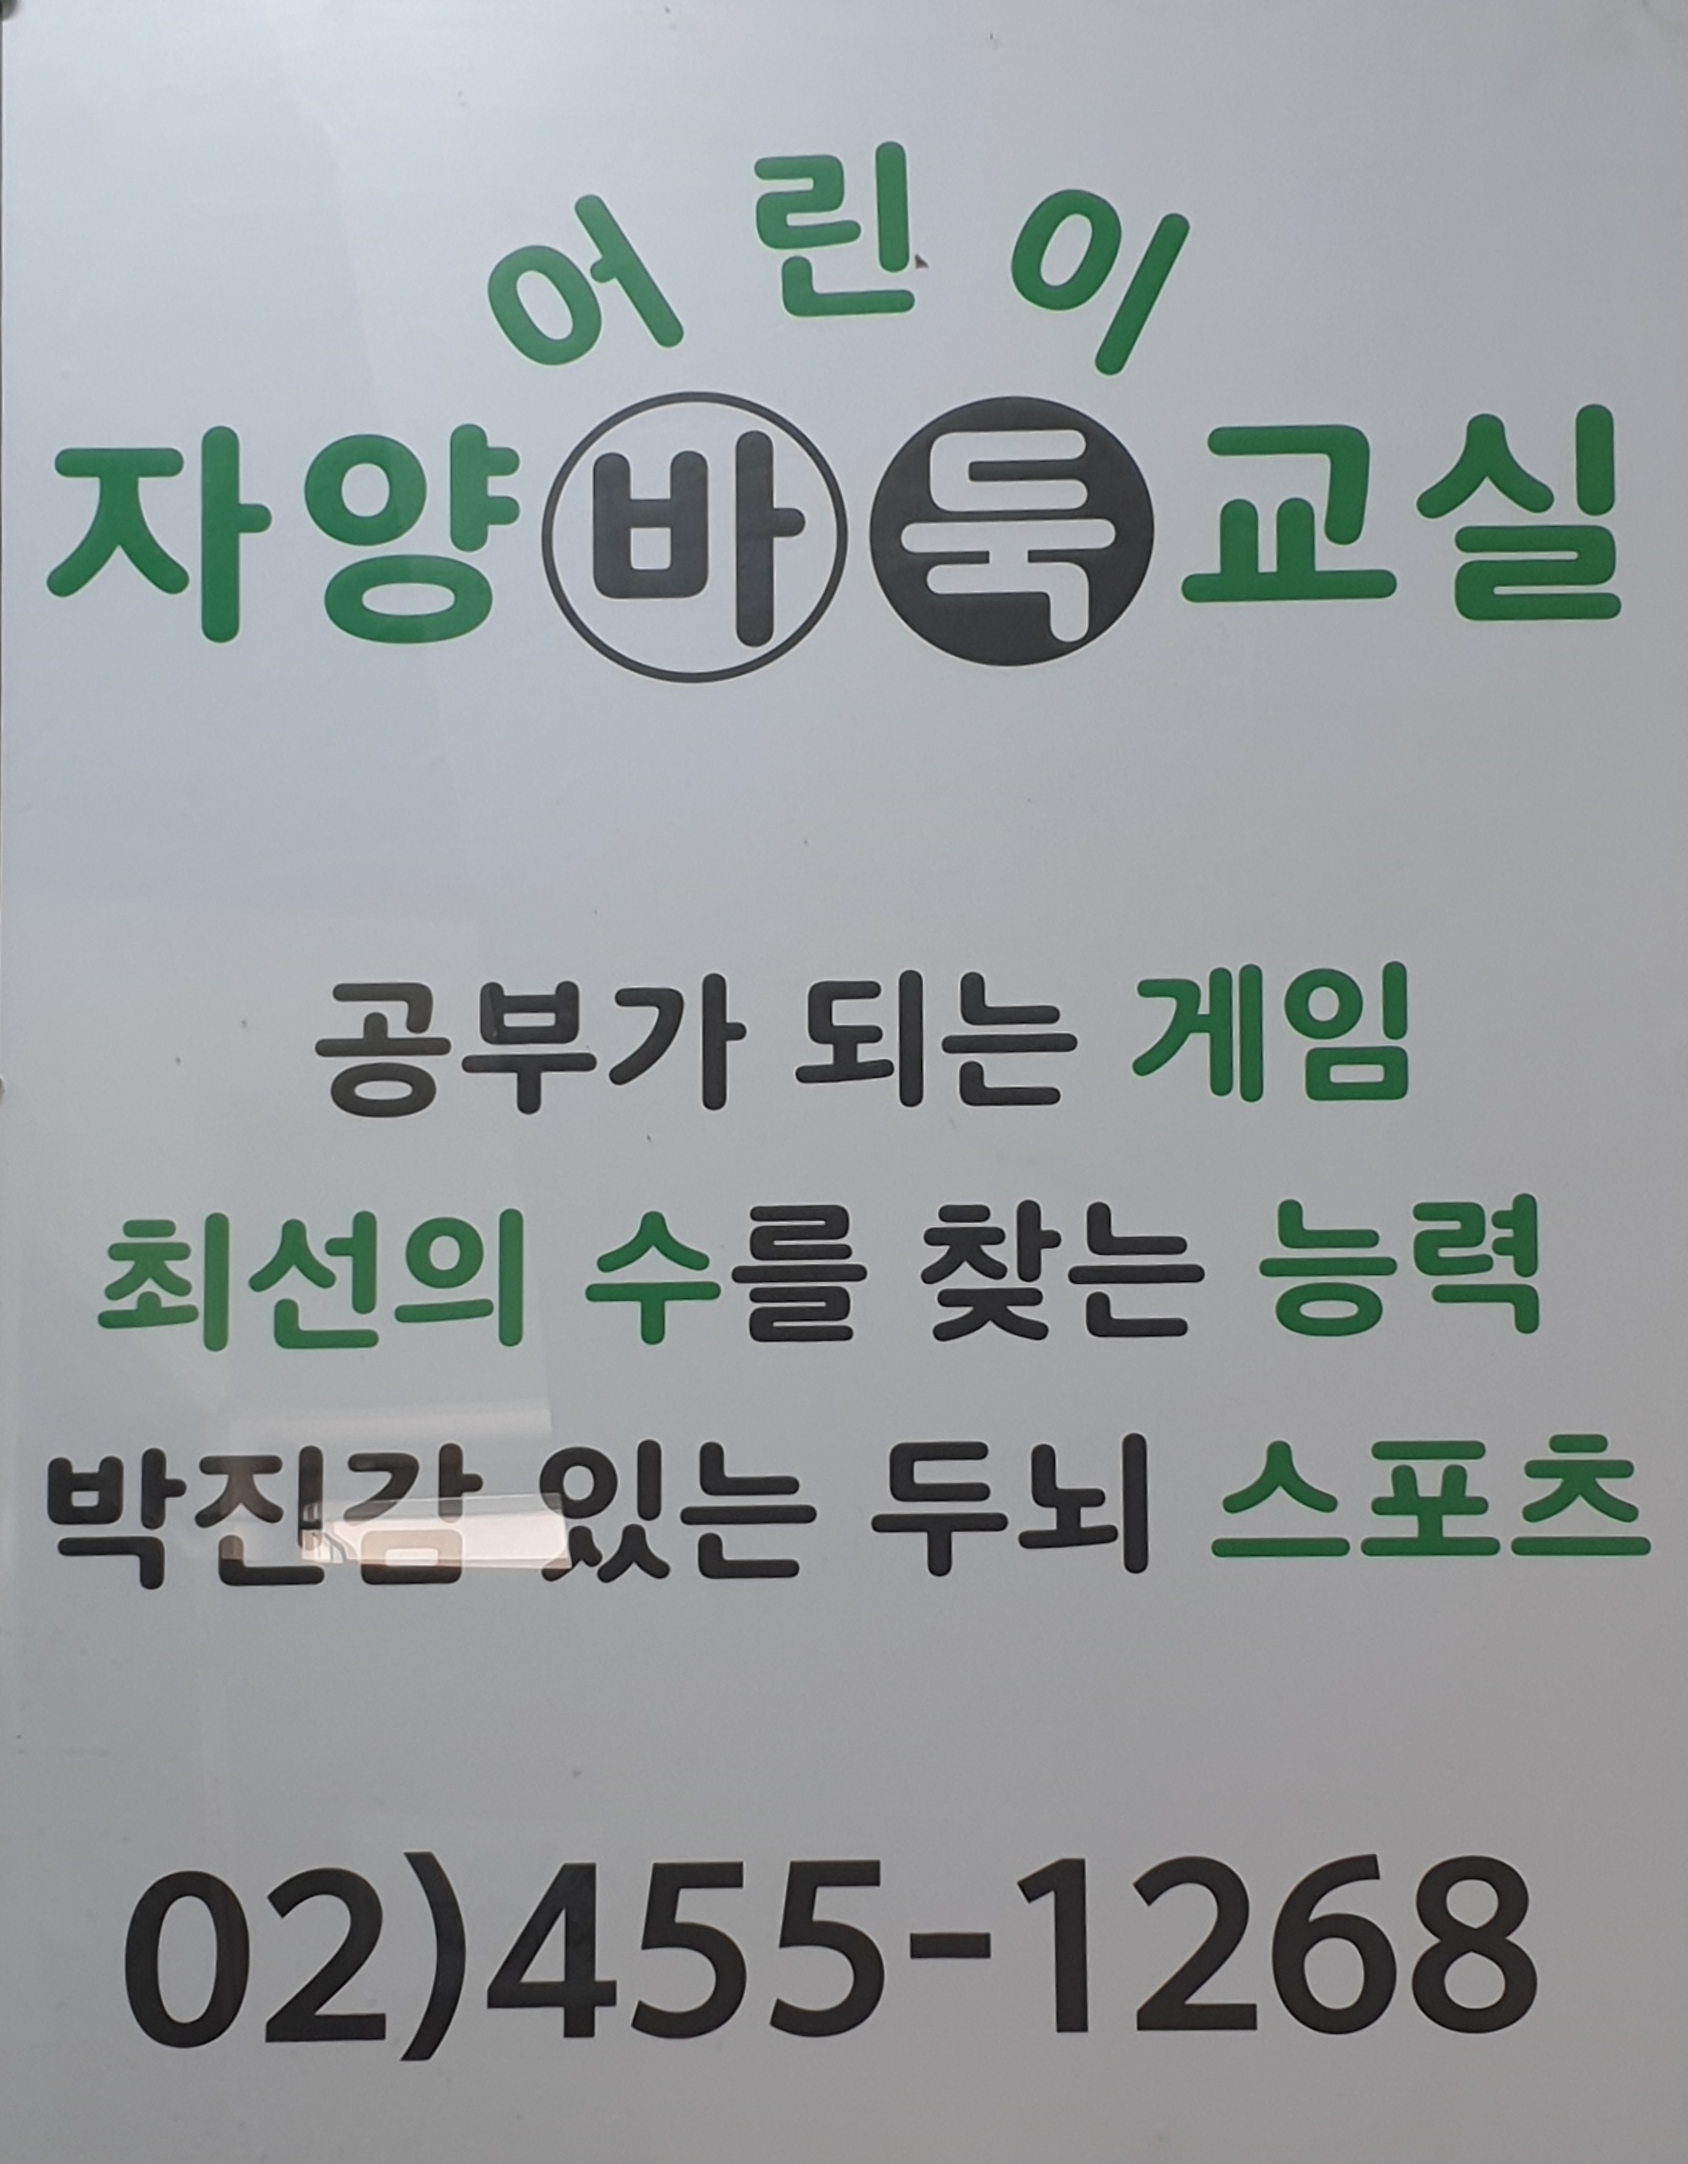 어린이
자양바둑교실
공부가 되는 게임
최선의 수를 찾는 능력
박진감 있는 두뇌 스포츠
02)455-1268